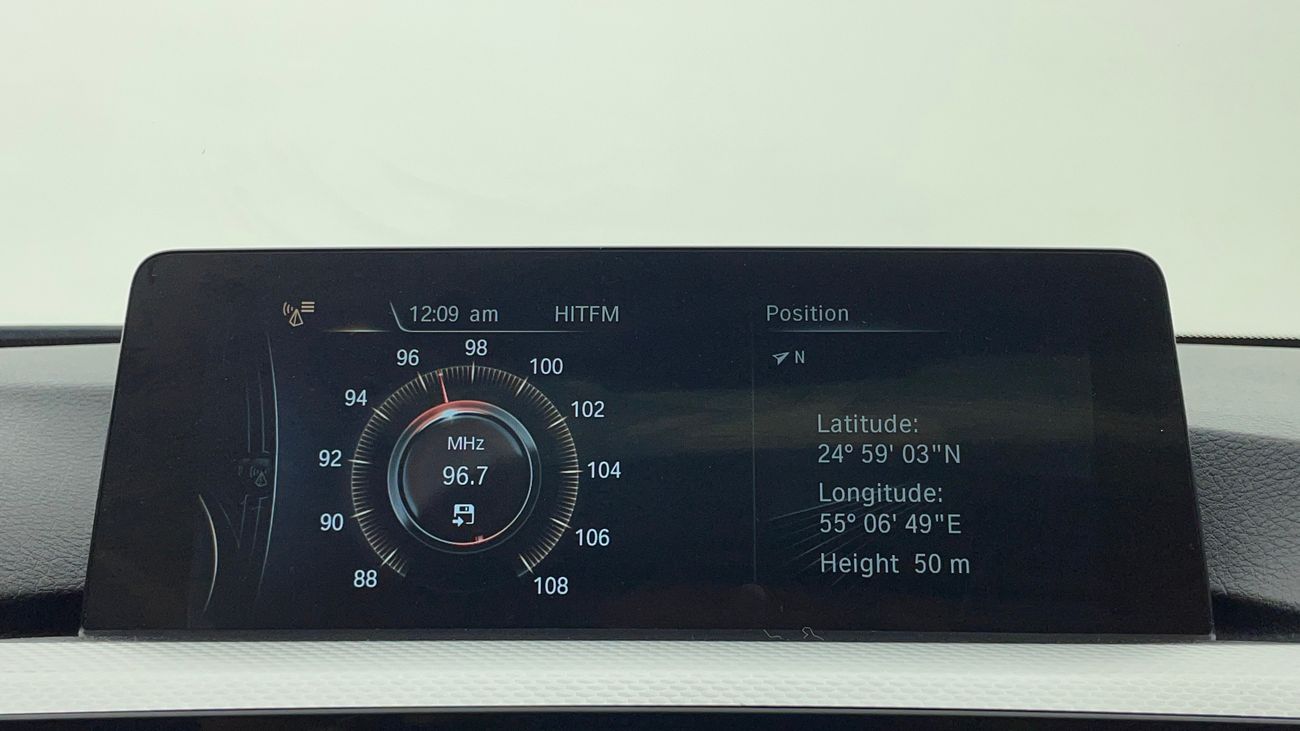 12:09 am HITFM
Position
N
98
96
100
94
102
92
104
90
106
88
108
MHz
96.7
Latitude:
24° 59' 03"N
Longitude:
55° 06' 49"E
Height 50 m